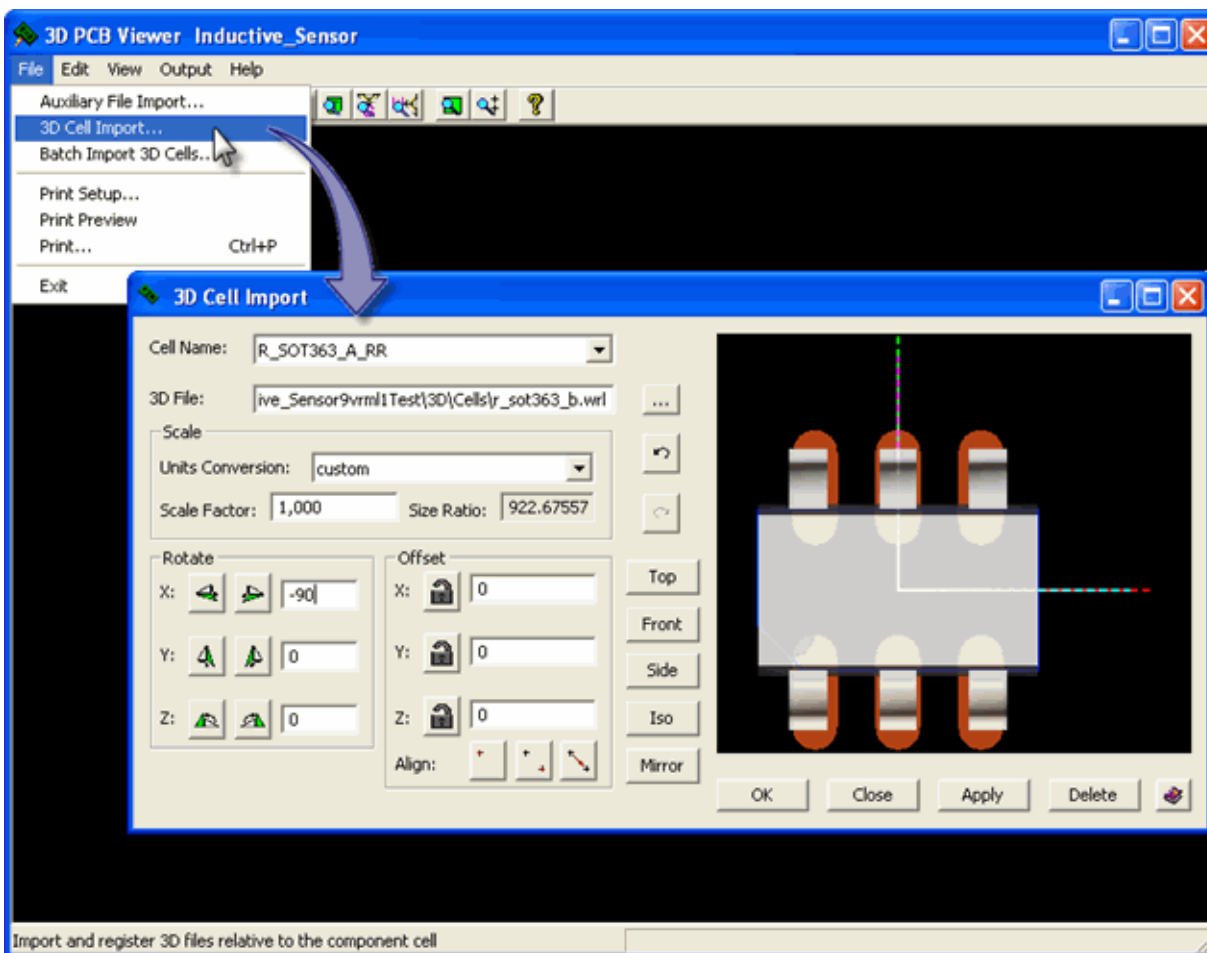 3D PCB Viewer Inductive_Sensor
File Edit View Output Help
Auxiliary File Import...
3D Cell Import...
Batch Import 3D Cells...
Print Setup...
Print Preview
Print... Ctrl+P
Exit
3D Cell Import
Cell Name: R_SOT363_A_RR
3D File: ive_Sensor9vrml1Test\3D\Cells\r_sot363_b.wrl ...
Scale
Units Conversion: custom
Scale Factor: 1,000 Size Ratio: 922.67557
Rotate
X: -90
Y: 0
Z: 0
Offset
X: 0
Y: 0
Z: 0
Align:
Top
Front
Side
Iso
Mirror
OK Close Apply Delete
Import and register 3D files relative to the component cell